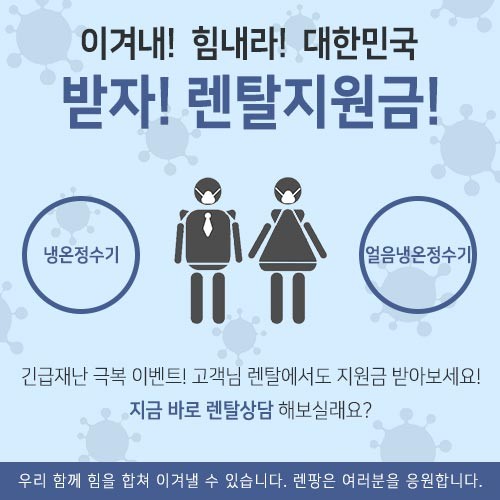 이겨내! 힘내라! 대한민국
받자! 렌탈지원금!
냉온정수기
얼음냉온정수기
긴급재난 극복 이벤트! 고객님 렌탈에서도 지원금 받아보세요!
지금 바로 렌탈상담 해보실래요?
우리 함께 힘을 합쳐 이겨낼 수 있습니다. 렌팡은 여러분을 응원합니다.